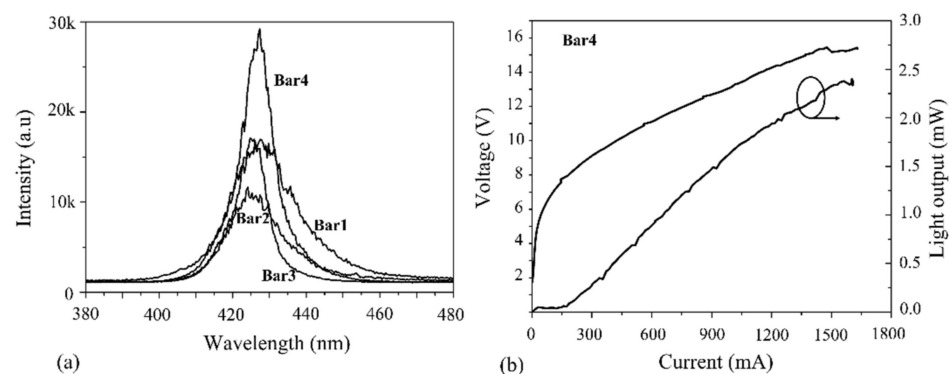 30k
20k
10k
0
380
400
420
440
460
480
Intensity (a.u)
Wavelength (nm)
Bar4
Bar1
Bar2
Bar3
(a)
Bar4
16
14
12
10
8
6
4
2
Voltage (V)
0
300
600
900
1200
1500
1800
Current (mA)
3.0
2.5
2.0
1.5
1.0
0.5
0.0
Light output (mW)
(b)